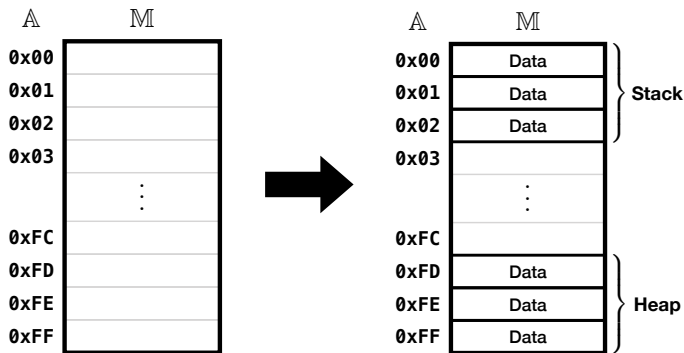 𝔸 𝕄
0x00
0x01
0x02
0x03
⋮
0xFC
0xFD
0xFE
0xFF
𝔸 𝕄
0x00 Data
0x01 Data
0x02 Data
Stack
0x03
⋮
0xFC
0xFD Data
0xFE Data
0xFF Data
Heap